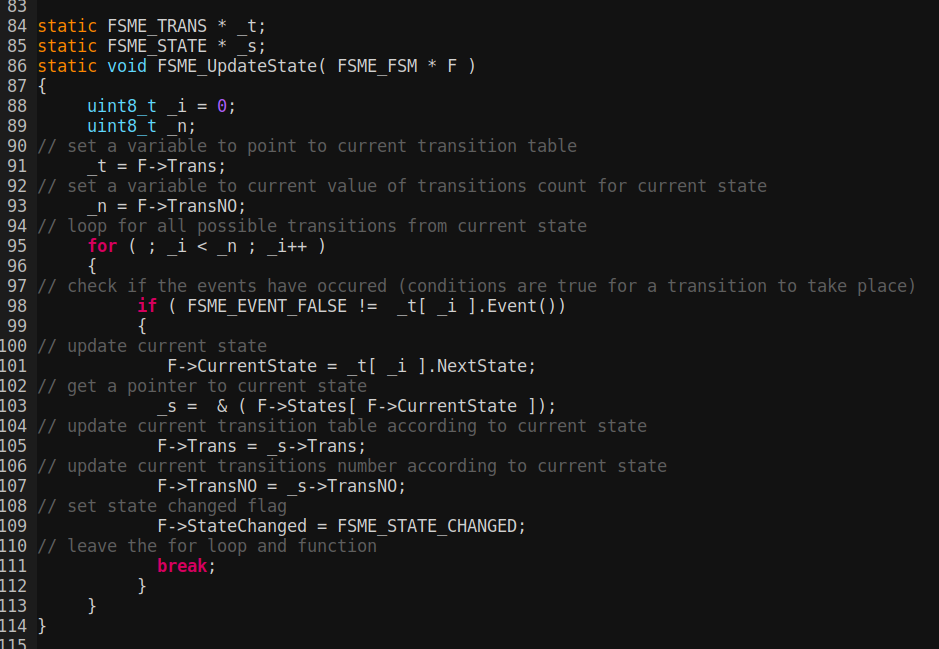 83
84 static FSME_TRANS * _t;
85 static FSME_STATE * _s;
86 static void FSME_UpdateState( FSME_FSM * F )
87 {
88      uint8_t _i = 0;
89      uint8_t _n;
90 // set a variable to point to current transition table
91      _t = F->Trans;
92 // set a variable to current value of transitions count for current state
93      _n = F->TransNO;
94 // loop for all possible transitions from current state
95      for ( ; _i < _n ; _i++ )
96      {
97 // check if the events have occured (conditions are true for a transition to take place)
98           if ( FSME_EVENT_FALSE !=  _t[ _i ].Event())
99           {
100 // update current state
101              F->CurrentState = _t[ _i ].NextState;
102 // get a pointer to current state
103             _s =  & ( F->States[ F->CurrentState ]);
104 // update current transition table according to current state
105             F->Trans = _s->Trans;
106 // update current transitions number according to current state
107             F->TransNO = _s->TransNO;
108 // set state changed flag
109             F->StateChanged = FSME_STATE_CHANGED;
110 // leave the for loop and function
111             break;
112           }
113      }
114 }
115